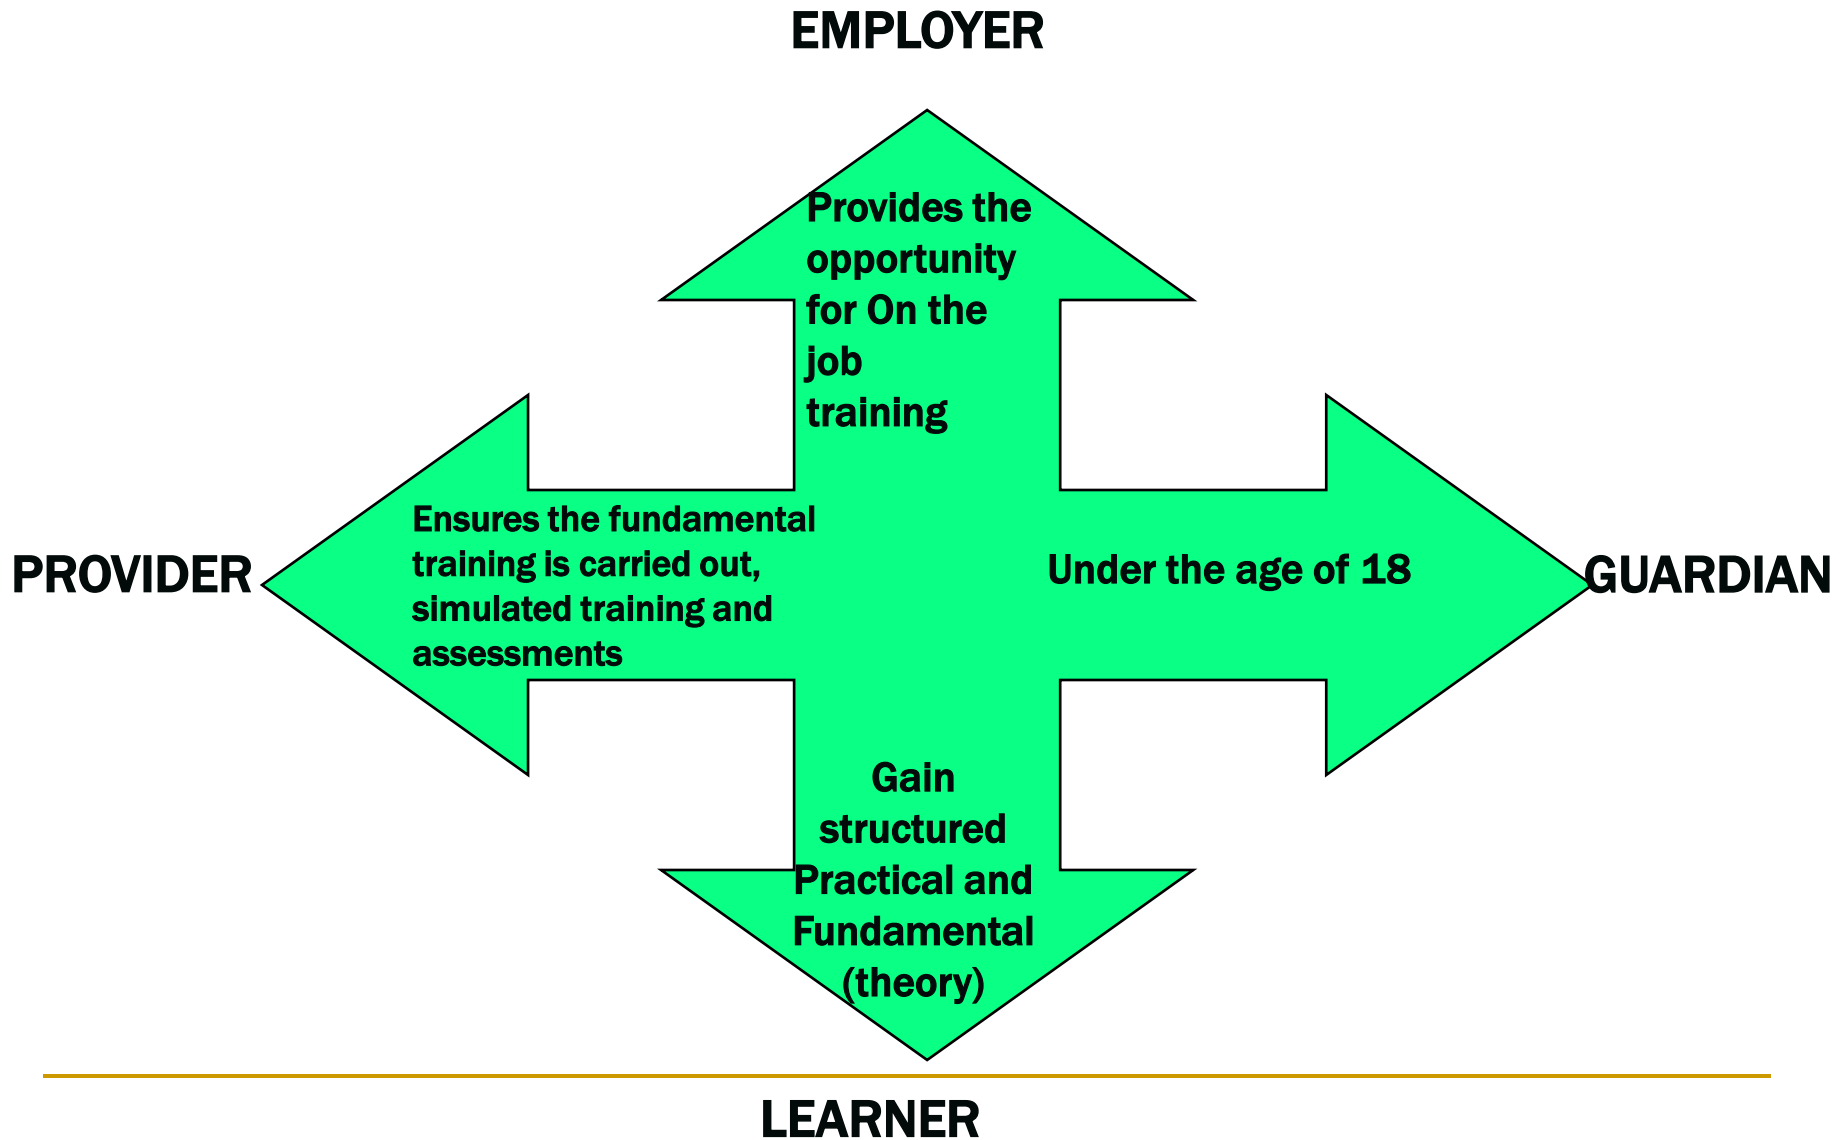 EMPLOYER
Provides the
opportunity
for On the
job
training
PROVIDER
Ensures the fundamental
training is carried out,
simulated training and
assessments
Under the age of 18
GUARDIAN
Gain
structured
Practical and
Fundamental
(theory)
LEARNER